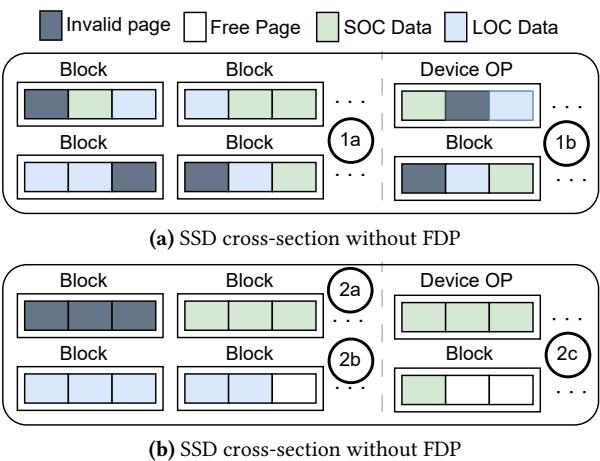 Invalid page Free Page SOC Data LOC Data
Block Block Device OP
. . . . . .
1a 1b
Block Block Block
. . . . . .
(a) SSD cross-section without FDP
Block Block 2a Device OP
. . . . . .
Block Block 2b Block 2c
. . . . . .
(b) SSD cross-section without FDP